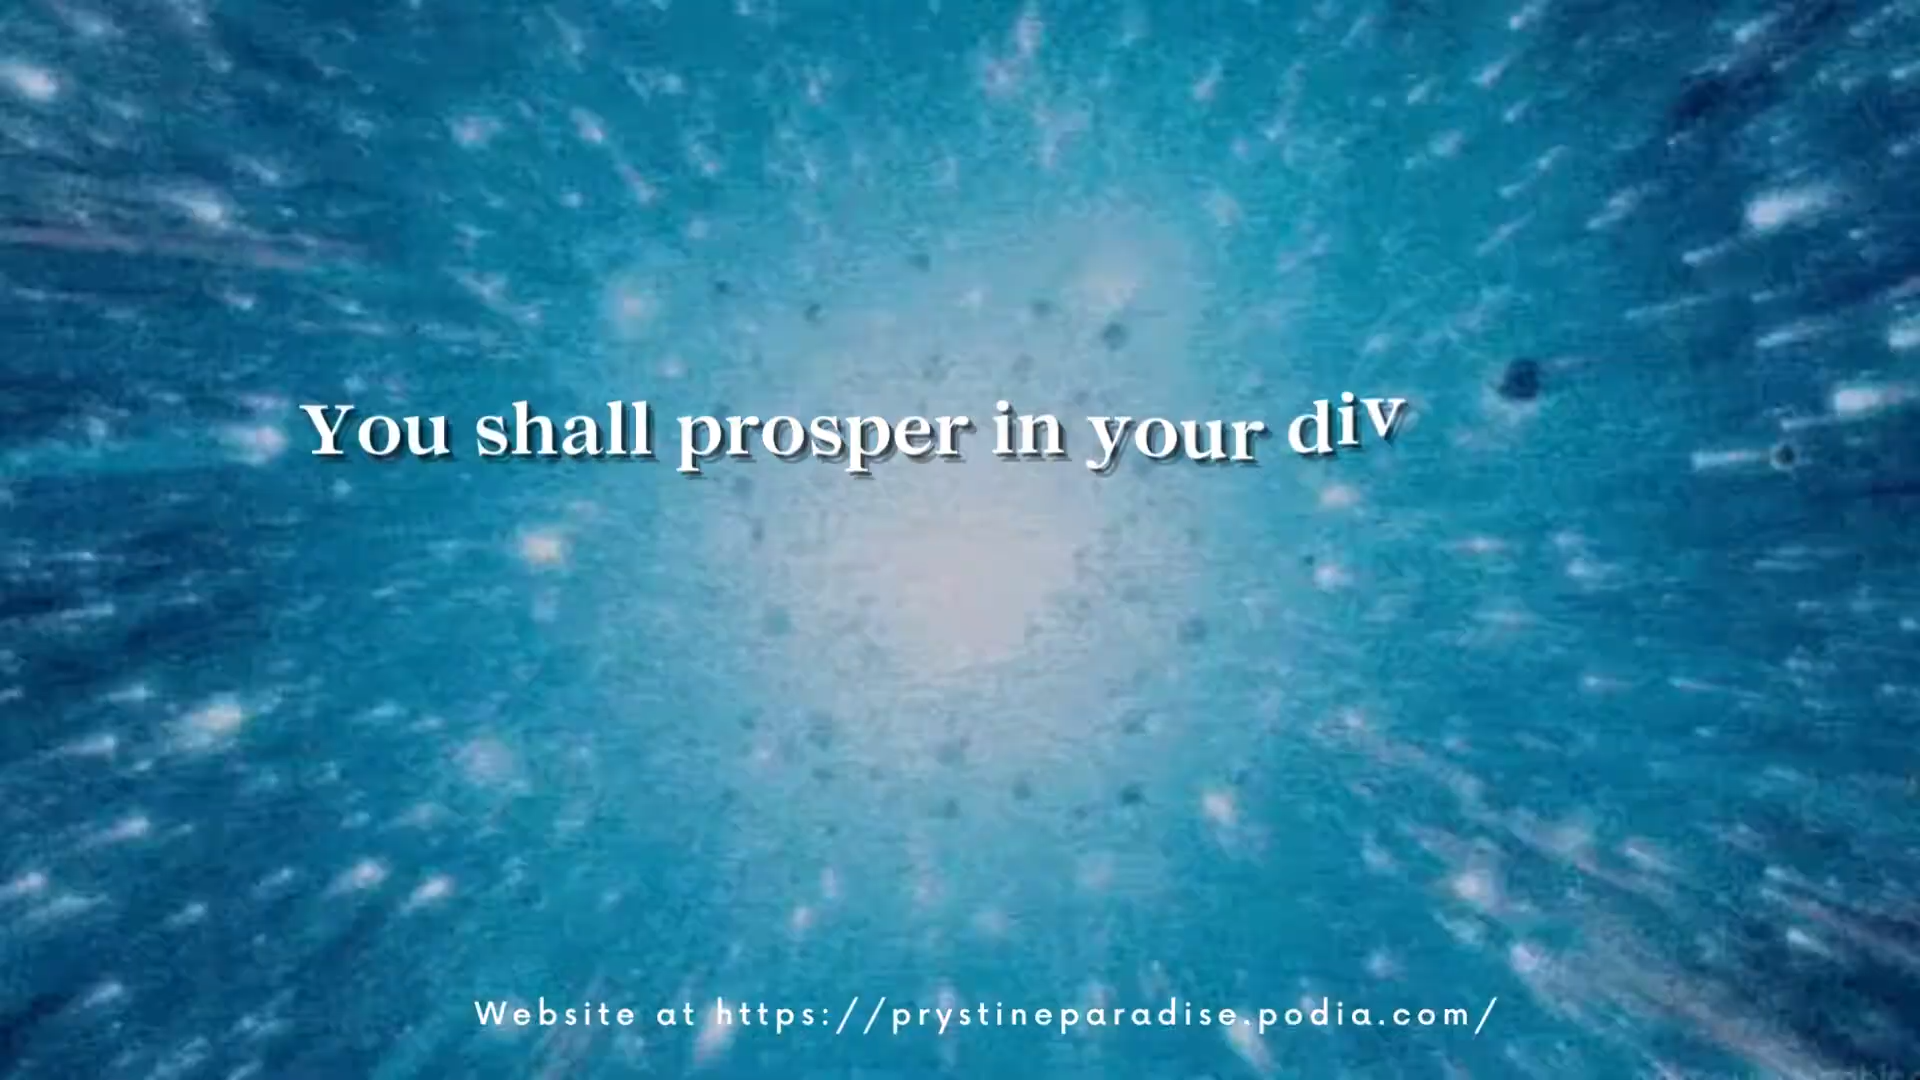 You shall prosper in your div
Website at https://prystineparadise.podia.com/